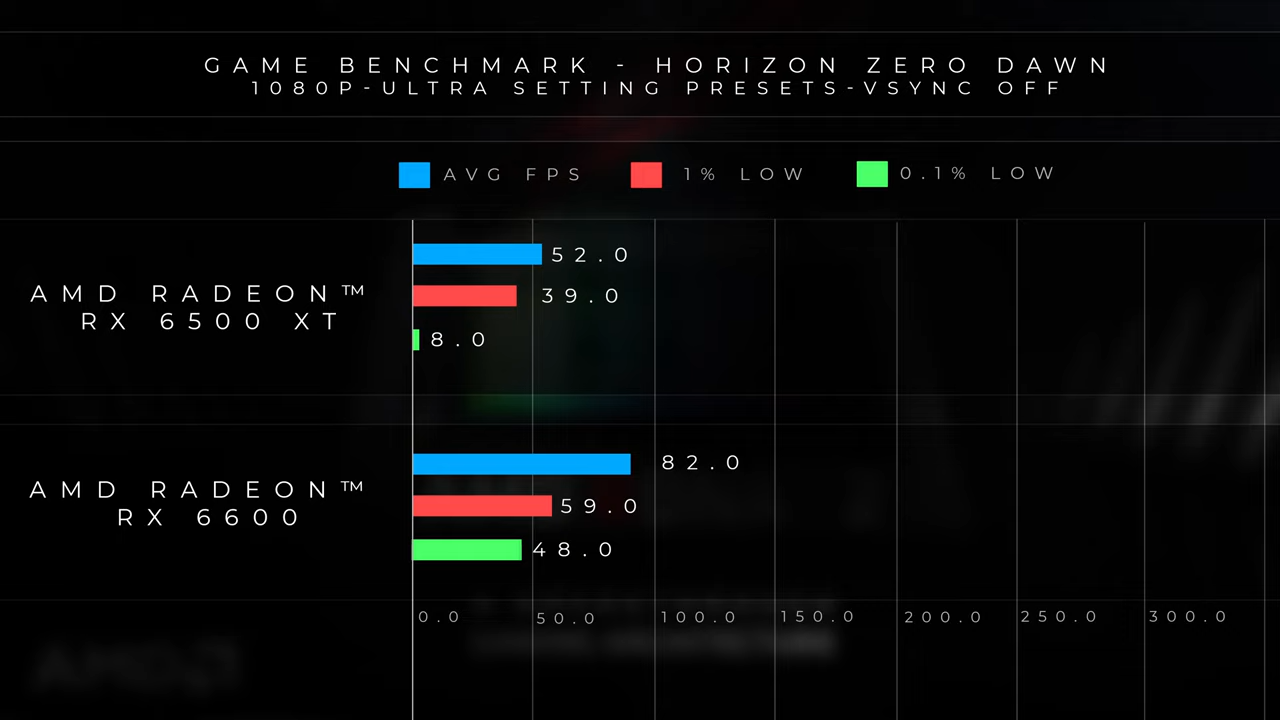 GAME BENCHMARK - HORIZON ZERO DAWN
1080P-ULTRA SETTING PRESETS-VSYNC OFF
AVG FPS 1% LOW 0.1% LOW
52.0
AMD RADEON™
39.0
RX 6500 XT
8.0
82.0
AMD RADEON™
59.0
RX 6600
48.0
0.0 50.0 100.0 150.0 200.0 250.0 300.0
AMD